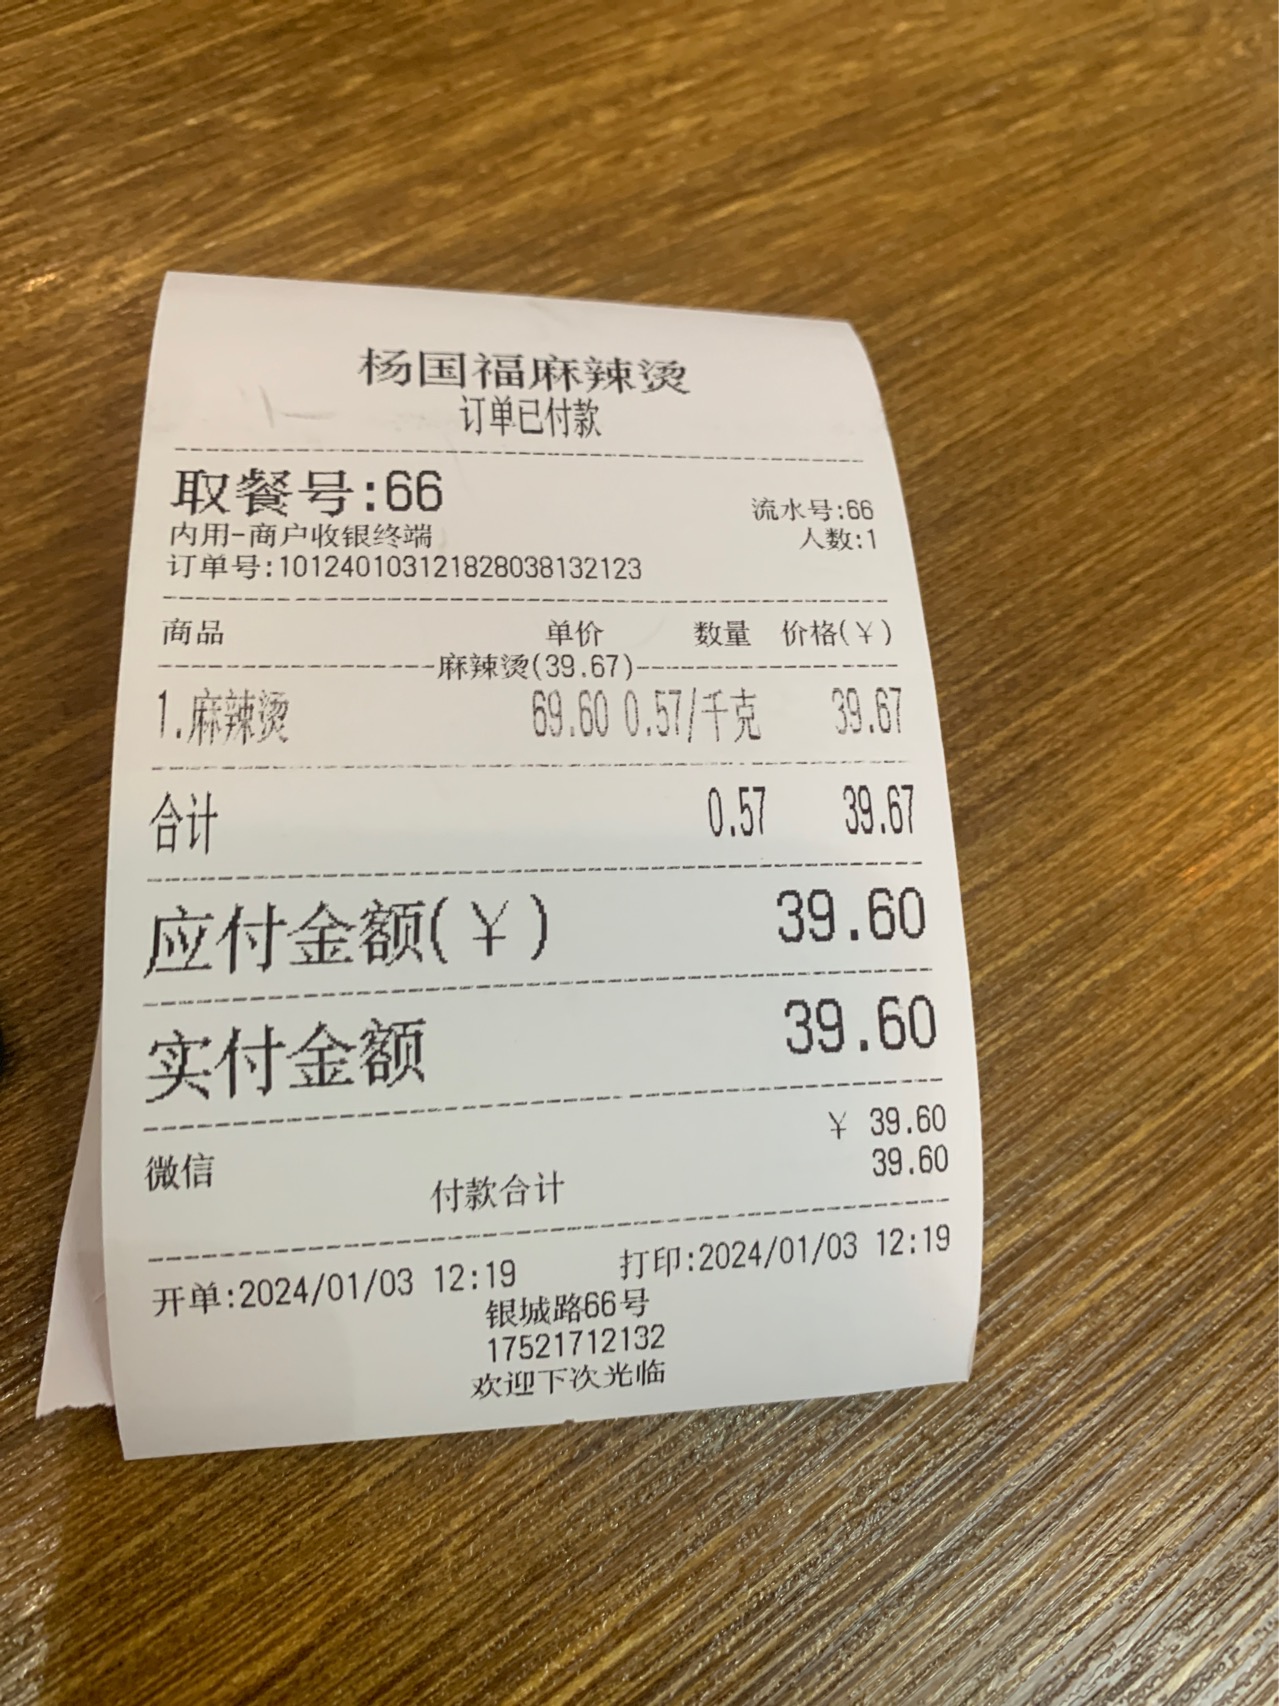 杨国福麻辣烫
订单已付款
取餐号:66
流水号:66
内用-商户收银终端
人数:1
订单号:101240103121828038132123
商品 单价 数量 价格(¥)
麻辣烫(39.67)
1.麻辣烫 69.60 0.57/千克 39.67
合计 0.57 39.67
应付金额(¥) 39.60
实付金额 39.60
微信 ¥ 39.60
付款合计 39.60
开单:2024/01/03 12:19 打印:2024/01/03 12:19
银城路66号
17521712132
欢迎下次光临